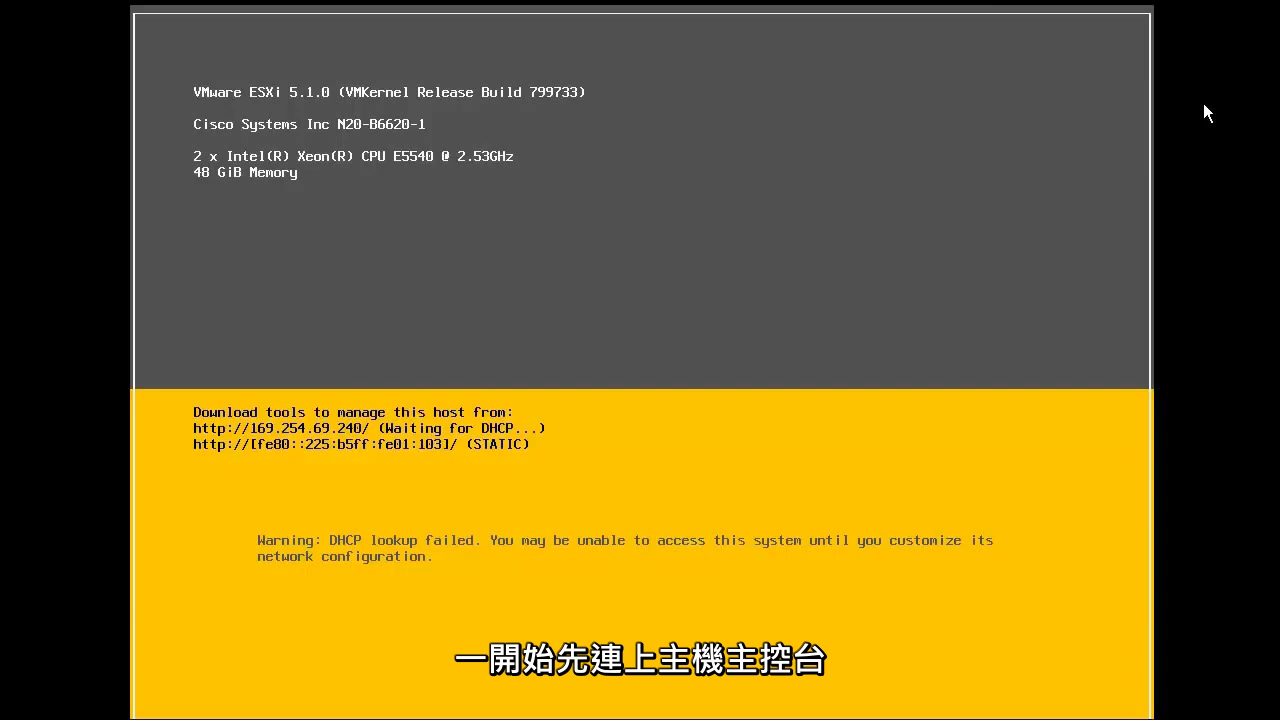 VMware ESXi 5.1.0 (VMKernel Release Build 799733)
Cisco Systems Inc N20-B6620-1
2 x Intel(R) Xeon(R) CPU E5540 @ 2.53GHz
48 GiB Memory
Download tools to manage this host from:
http://169.254.69.240/ (Waiting for DHCP...)
http://[fe80::225:b5ff:fe01:103]/ (STATIC)
Warning: DHCP lookup failed. You may be unable to access this system until you customize its
network configuration.
一開始先連上主機主控台